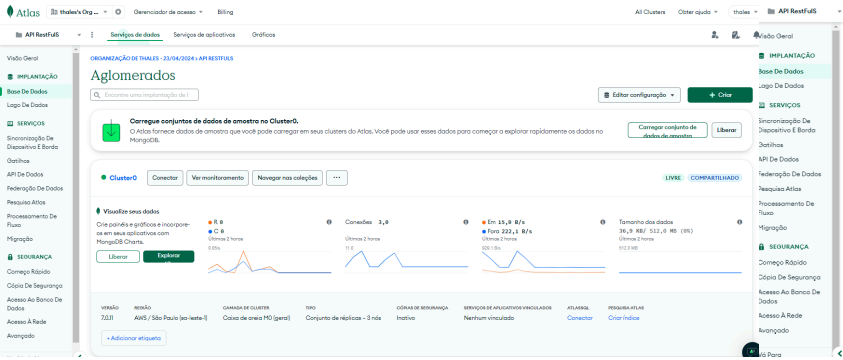 Atlas
thales's Org ...
Gerenciador de acesso
Billing
All Clusters
Obter ajuda
thales
API RestFulS
API RestFulS
Serviços de dados
Serviços de aplicativos
Gráficos
Visão Geral
IMPLANTAÇÃO
Base De Dados
Lago De Dados
SERVIÇOS
Sincronização De
Dispositivo E Borda
Gatilhos
API De Dados
Federação De Dados
Pesquisa Atlas
Processamento De
Fluxo
Migração
SEGURANÇA
Começo Rápido
Cópia De Segurança
Acesso Ao Banco De
Dados
Acesso À Rede
Avançado
ORGANIZAÇÃO DE THALES - 23/04/2024 > API RESTFULS
Aglomerados
Encontre uma implantação de l
Editar configuração
+ Criar
Carregue conjuntos de dados de amostra no Cluster0.
O Atlas fornece dados de amostra que você pode carregar em seus clusters do Atlas. Você pode usar esses dados para começar a explorar rapidamente os dados no
MongoDB.
Carregar conjunto de
dados de amostra
Liberar
Cluster0
Conectar
Ver monitoramento
Navegar nas coleções
...
LIVRE
COMPARTILHADO
Visualize seus dados
Crie painéis e gráficos e incorpore-
os em seus aplicativos com
MongoDB Charts.
Liberar
Explorar
R 0
C 0
Últimas 2 horas
Conexões 3,0
Últimas 2 horas
11.0
Em 15,0 B/s
Fora 222,1 B/s
Últimas 2 horas
Tamanho dos dados
36,9 KB/ 512,0 MB (0%)
Últimas 2 horas
512.0 MB
VERSÃO
7.0.11
REGIÃO
AWS / São Paulo (sa-leste-1)
CAMADA DE CLUSTER
Caixa de areia M0 (geral)
TIPO
Conjunto de réplicas - 3 nós
CÓPIAS DE SEGURANÇA
Inativo
SERVIÇOS DE APLICATIVOS VINCULADOS
Nenhum vinculado
ATLASSQL
Conectar
PESQUISA ATLAS
Criar índice
+ Adicionar etiqueta
Visão Geral
IMPLANTAÇÃO
Base De Dados
Lago De Dados
SERVIÇOS
Sincronização De
Dispositivo E Borda
Gatilhos
API De Dados
Federação De Dados
Pesquisa Atlas
Processamento De
Fluxo
Migração
SEGURANÇA
Começo Rápido
Cópia De Segurança
Acesso Ao Banco De
Dados
Acesso À Rede
Avançado
Vá Para